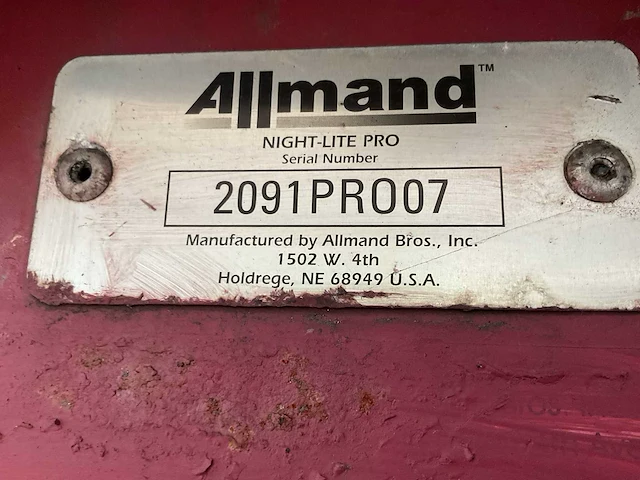 Allmand™
NIGHT-LITE PRO
Serial Number
2091PRO07
Manufactured by Allmand Bros., Inc.
1502 W. 4th
Holdrege, NE 68949 U.S.A.